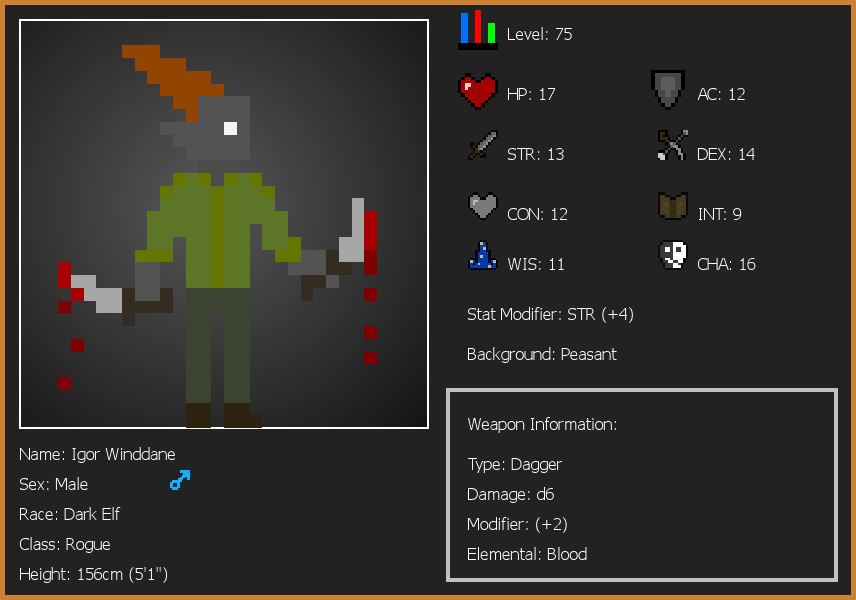 Level: 75
HP: 17
AC: 12
STR: 13
DEX: 14
CON: 12
INT: 9
WIS: 11
CHA: 16
Stat Modifier: STR (+4)
Background: Peasant
Weapon Information:
Type: Dagger
Damage: d6
Modifier: (+2)
Elemental: Blood
Name: Igor Winddane
Sex: Male
Race: Dark Elf
Class: Rogue
Height: 156cm (5'1")